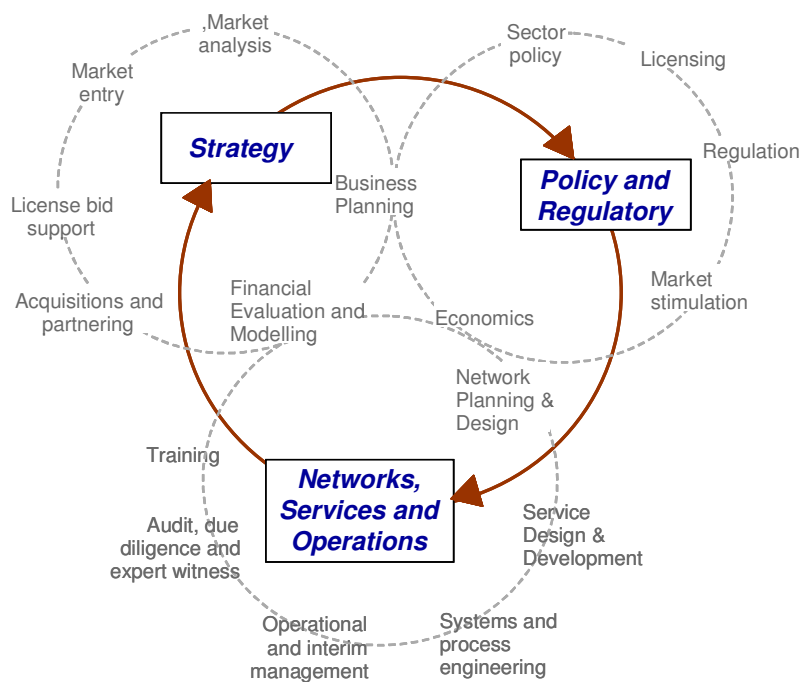 ,Market
analysis
Sector
policy
Licensing
Market
entry
Strategy
Regulation
Business
Planning
Policy and
Regulatory
License bid
support
Market
stimulation
Acquisitions and
partnering
Financial
Evaluation and
Modelling
Economics
Network
Planning &
Design
Training
Networks,
Services and
Operations
Audit, due
diligence and
expert witness
Service
Design &
Development
Operational
and interim
management
Systems and
process
engineering